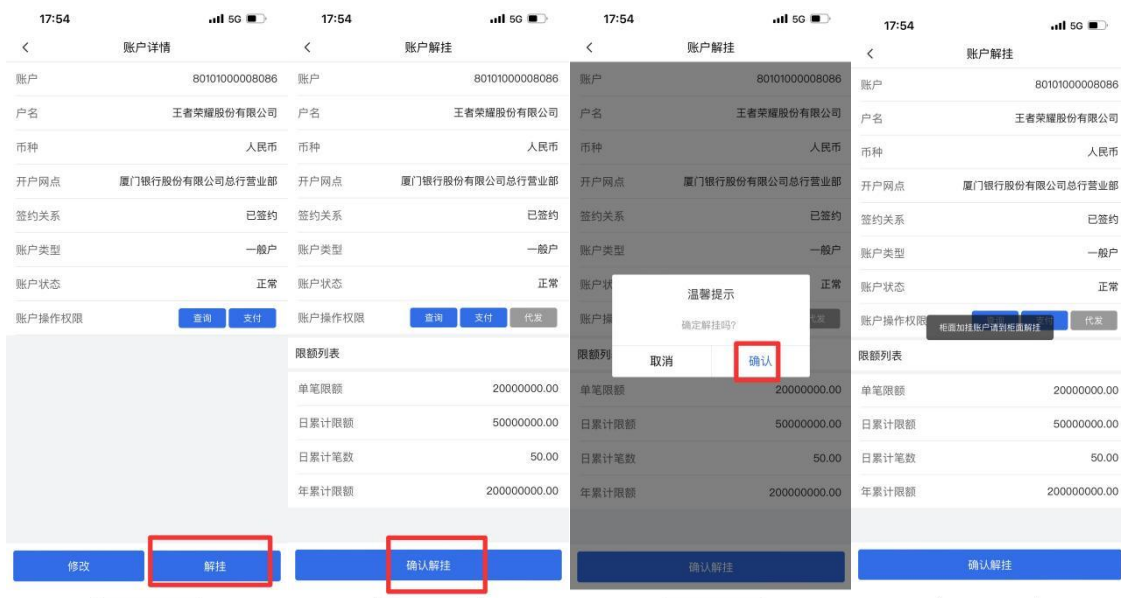 17:54
5G
账户详情
账户 80101000008086
户名 王者荣耀股份有限公司
币种 人民币
开户网点 厦门银行股份有限公司总行营业部
签约关系 已签约
账户类型 一般户
账户状态 正常
账户操作权限 查询 支付
修改 解挂
17:54
5G
账户解挂
账户 80101000008086
户名 王者荣耀股份有限公司
币种 人民币
开户网点 厦门银行股份有限公司总行营业部
签约关系 已签约
账户类型 一般户
账户状态 正常
账户操作权限 查询 支付 代发
限额列表
单笔限额 20000000.00
日累计限额 50000000.00
日累计笔数 50.00
年累计限额 200000000.00
确认解挂
17:54
5G
账户解挂
账户 80101000008086
户名 王者荣耀股份有限公司
币种 人民币
开户网点 厦门银行股份有限公司总行营业部
签约关系 已签约
账户类型 一般户
账户状 正常
温馨提示
账户操
确定解挂吗?
限额列
取消 确认
单笔限额 20000000.00
日累计限额 50000000.00
日累计笔数 50.00
年累计限额 200000000.00
确认解挂
17:54
5G
账户解挂
账户 80101000008086
户名 王者荣耀股份有限公司
币种 人民币
开户网点 厦门银行股份有限公司总行营业部
签约关系 已签约
账户类型 一般户
账户状态 正常
账户操作权限 代发
柜面加挂账户请到柜面解挂
限额列表
单笔限额 20000000.00
日累计限额 50000000.00
日累计笔数 50.00
年累计限额 200000000.00
确认解挂